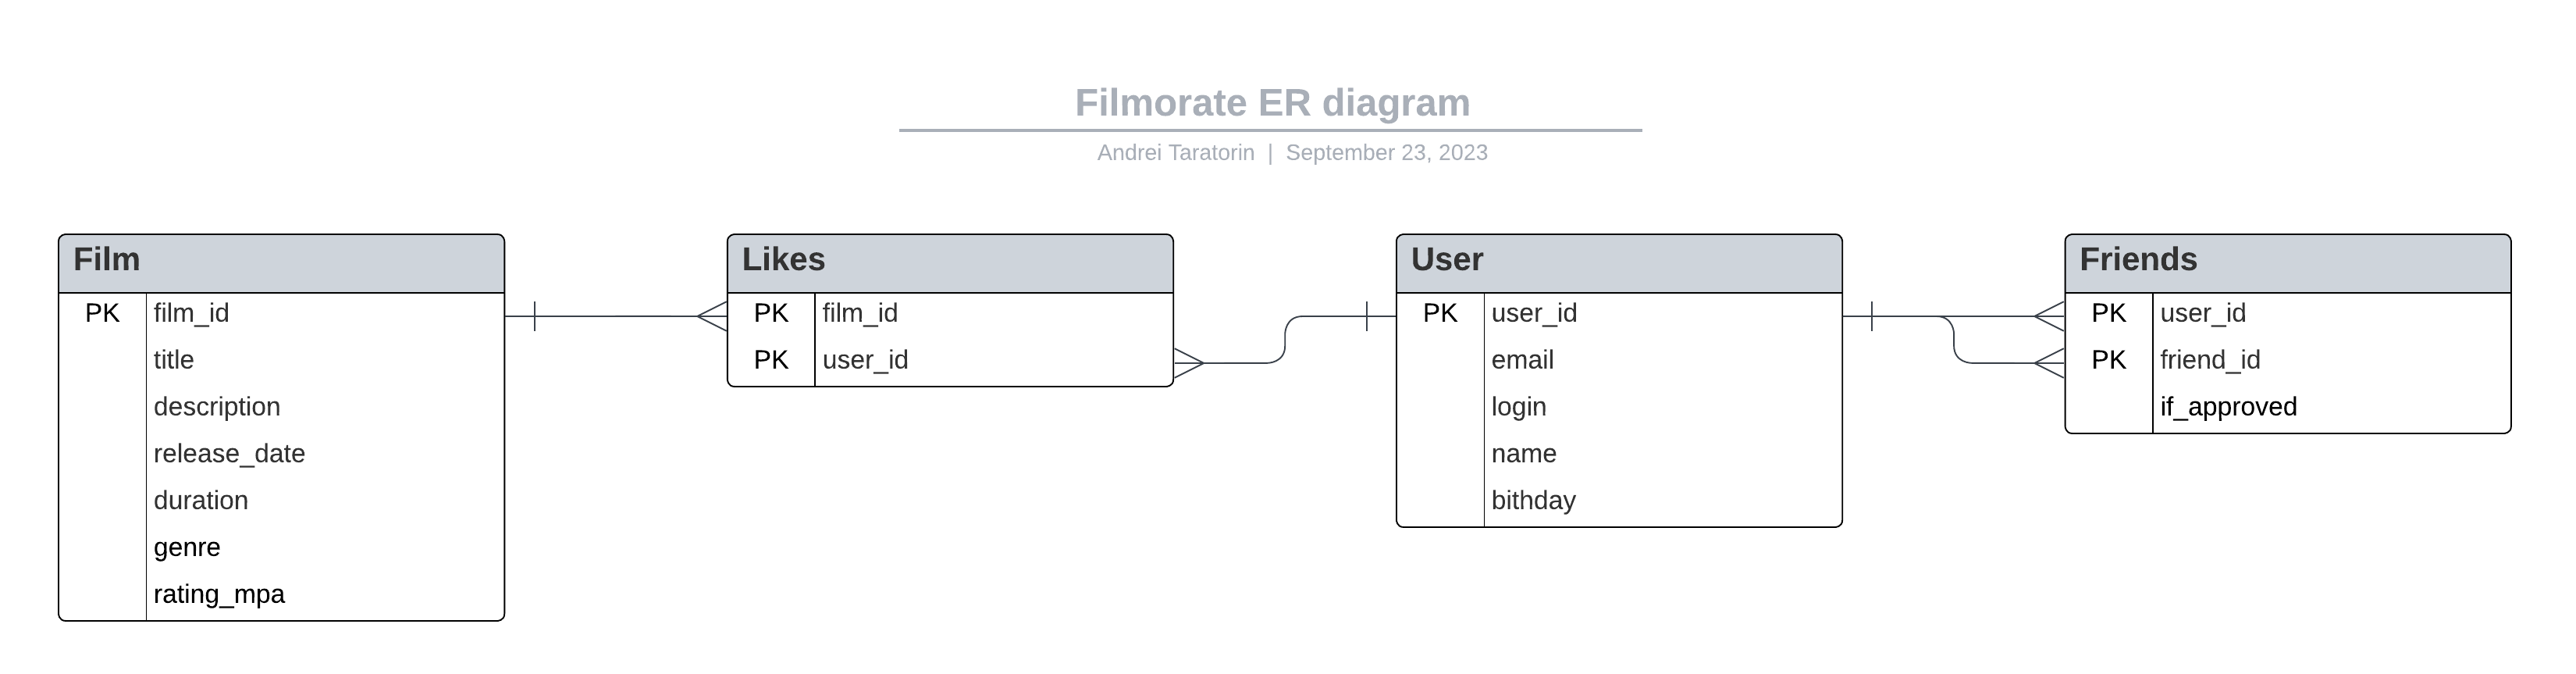 Filmorate ER diagram
Andrei Taratorin | September 23, 2023
Film
PK film_id
title
description
release_date
duration
genre
rating_mpa
Likes
PK film_id
PK user_id
User
PK user_id
email
login
name
bithday
Friends
PK user_id
PK friend_id
if_approved